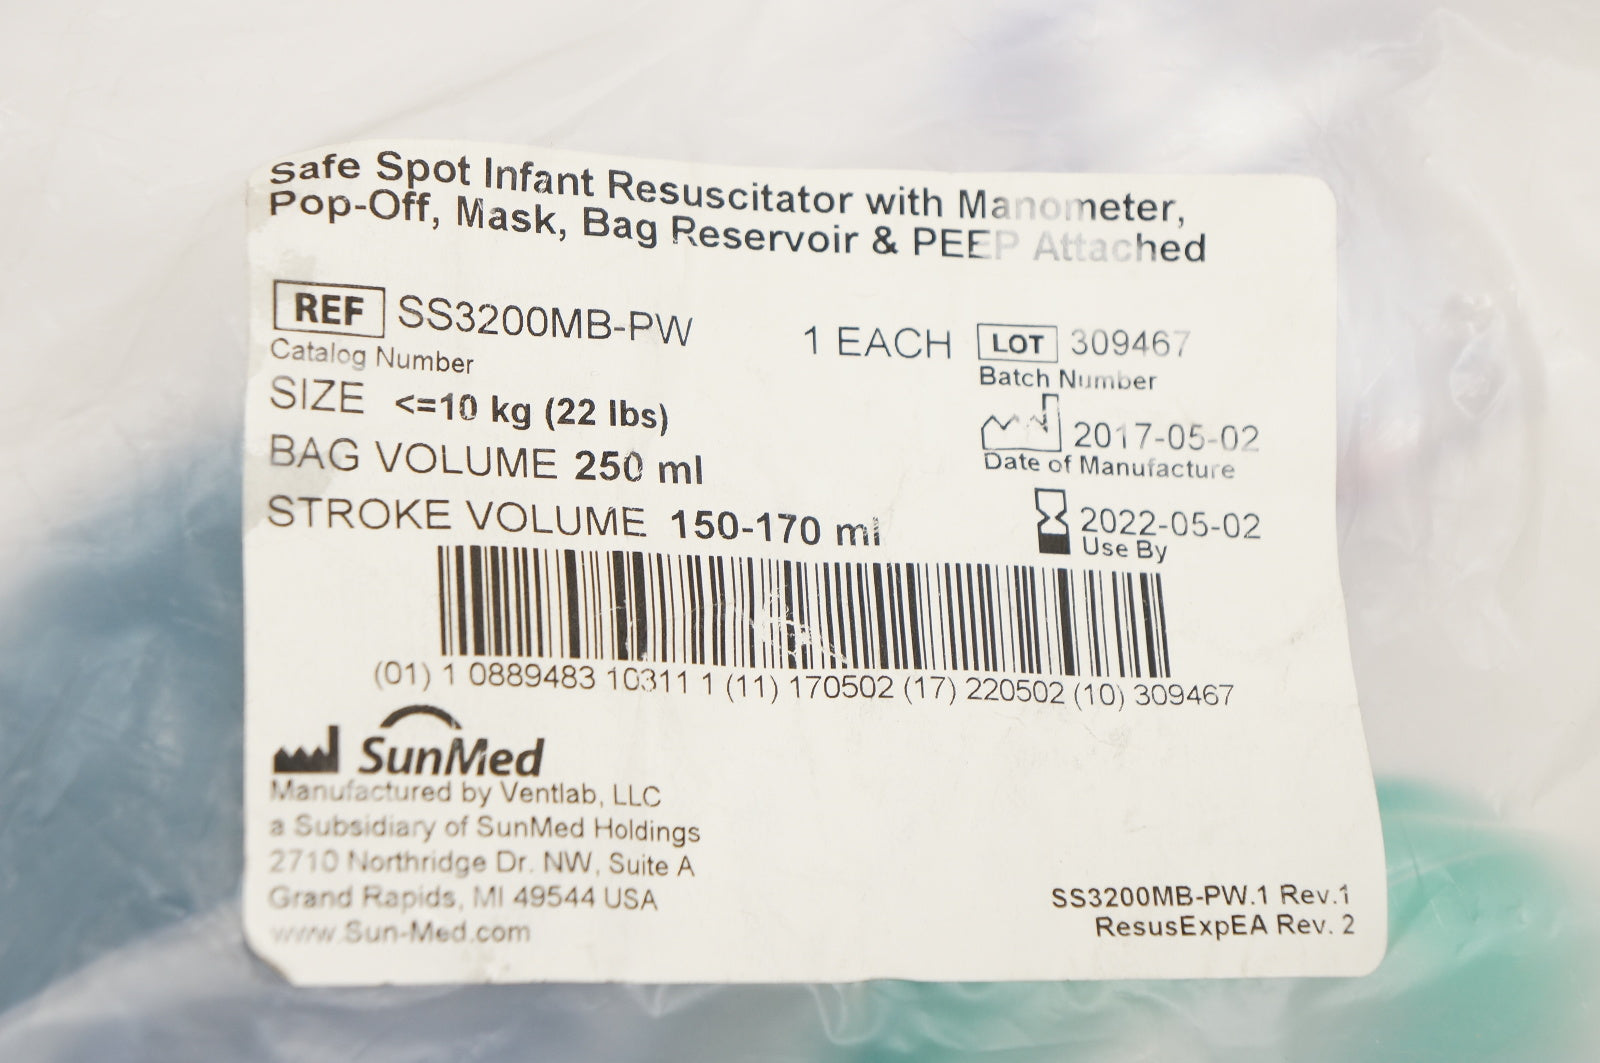 Safe Spot Infant Resuscitator with Manometer,
Pop-Off, Mask, Bag Reservoir & PEEP Attached
REF SS3200MB-PW
Catalog Number
1 EACH
LOT 309467
Batch Number
SIZE <=10 kg (22 lbs)
BAG VOLUME 250 ml
STROKE VOLUME 150-170 ml
2017-05-02
Date of Manufacture
2022-05-02
Use By
(01) 1 0889483 10311 1 (11) 170502 (17) 220502 (10) 309467
SunMed
Manufactured by Ventlab, LLC
a Subsidiary of SunMed Holdings
2710 Northridge Dr. NW, Suite A
Grand Rapids, MI 49544 USA
www.Sun-Med.com
SS3200MB-PW.1 Rev.1
ResusExpEA Rev. 2